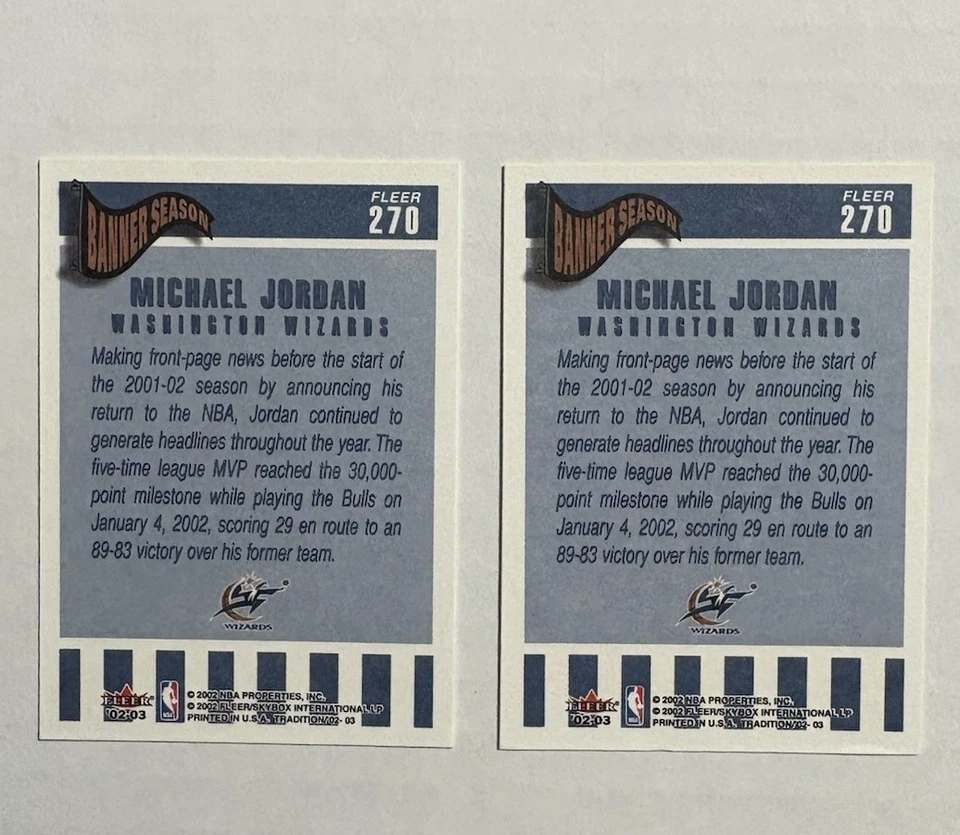 BANNER SEASON
FLEER
270
MICHAEL JORDAN
WASHINGTON WIZARDS
Making front-page news before the start of
the 2001-02 season by announcing his
return to the NBA, Jordan continued to
generate headlines throughout the year. The
five-time league MVP reached the 30,000-
point milestone while playing the Bulls on
January 4, 2002, scoring 29 en route to an
89-83 victory over his former team.
WIZARDS
FLEER
'02-03
© 2002 NBA PROPERTIES, INC.
© 2002 FLEER/SKYBOX INTERNATIONAL LP
PRINTED IN U.S.A. TRADITION/02- 03
BANNER SEASON
FLEER
270
MICHAEL JORDAN
WASHINGTON WIZARDS
Making front-page news before the start of
the 2001-02 season by announcing his
return to the NBA, Jordan continued to
generate headlines throughout the year. The
five-time league MVP reached the 30,000-
point milestone while playing the Bulls on
January 4, 2002, scoring 29 en route to an
89-83 victory over his former team.
WIZARDS
FLEER
'02-03
© 2002 NBA PROPERTIES, INC.
© 2002 FLEER/SKYBOX INTERNATIONAL LP
PRINTED IN U.S.A. TRADITION/02- 03